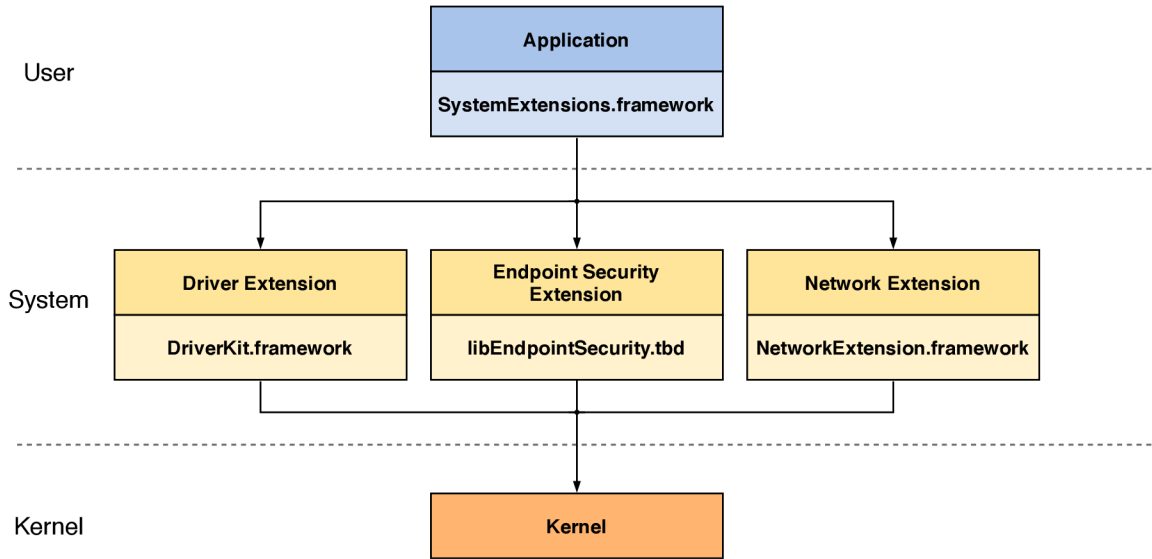 User
Application
SystemExtensions.framework
System
Driver Extension
DriverKit.framework
Endpoint Security
Extension
libEndpointSecurity.tbd
Network Extension
NetworkExtension.framework
Kernel
Kernel